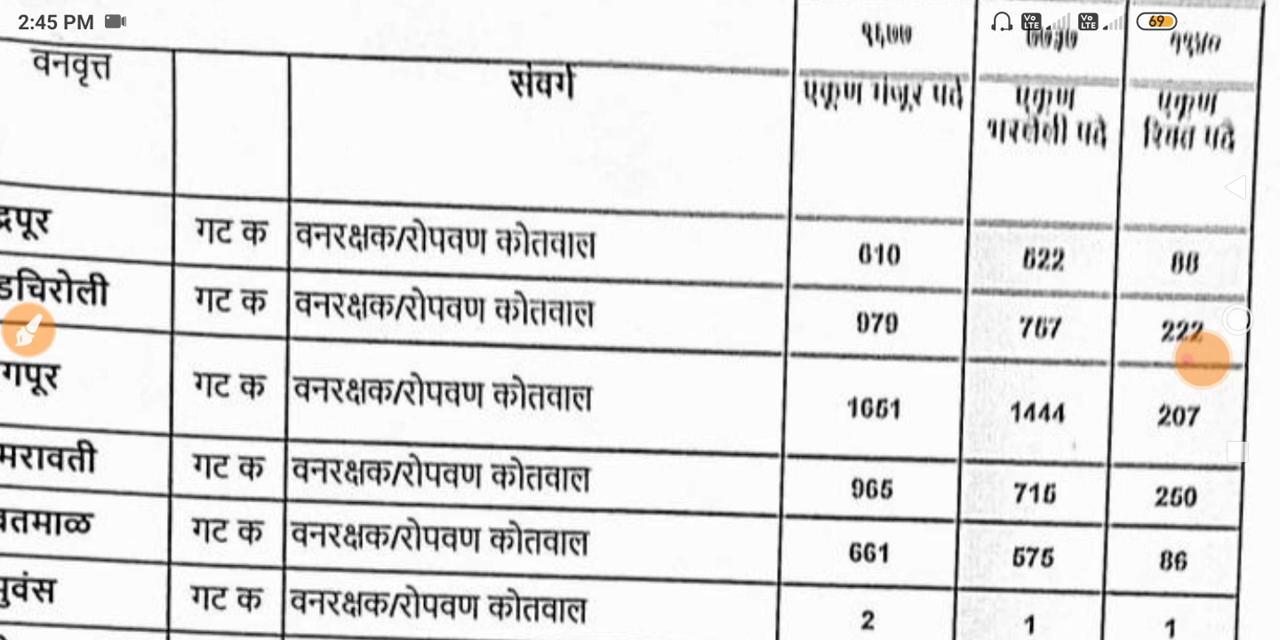 2:45 PM
69
वनवृत्त संवर्ग एकूण मंजूर पदे एकूण भरलेली पदे एकूण रिक्त पदे
द्रपूर गट क वनरक्षक/रोपवण कोतवाल 610 622 88
डचिरोली गट क वनरक्षक/रोपवण कोतवाल 979 757 222
गपूर गट क वनरक्षक/रोपवण कोतवाल 1651 1444 207
मरावती गट क वनरक्षक/रोपवण कोतवाल 965 715 250
वतमाळ गट क वनरक्षक/रोपवण कोतवाल 661 575 86
युवंस गट क वनरक्षक/रोपवण कोतवाल 2 1 1